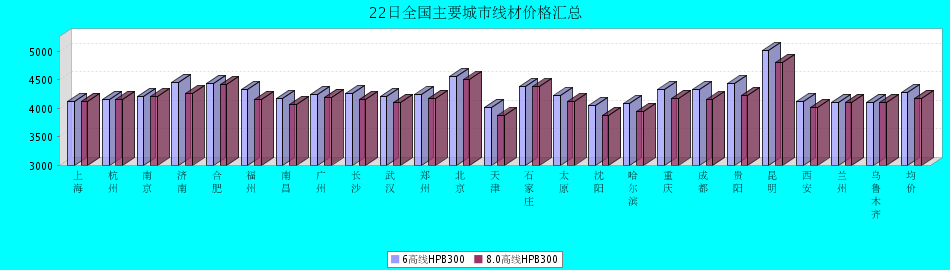 22日全国主要城市线材价格汇总
5000
4500
4000
3500
3000
上海 杭州 南京 济南 合肥 福州 南昌 广州 长沙 武汉 郑州 北京 天津 石家庄 太原 沈阳 哈尔滨 重庆 成都 贵阳 昆明 西安 兰州 乌鲁木齐 均价
6高线HPB300 8.0高线HPB300